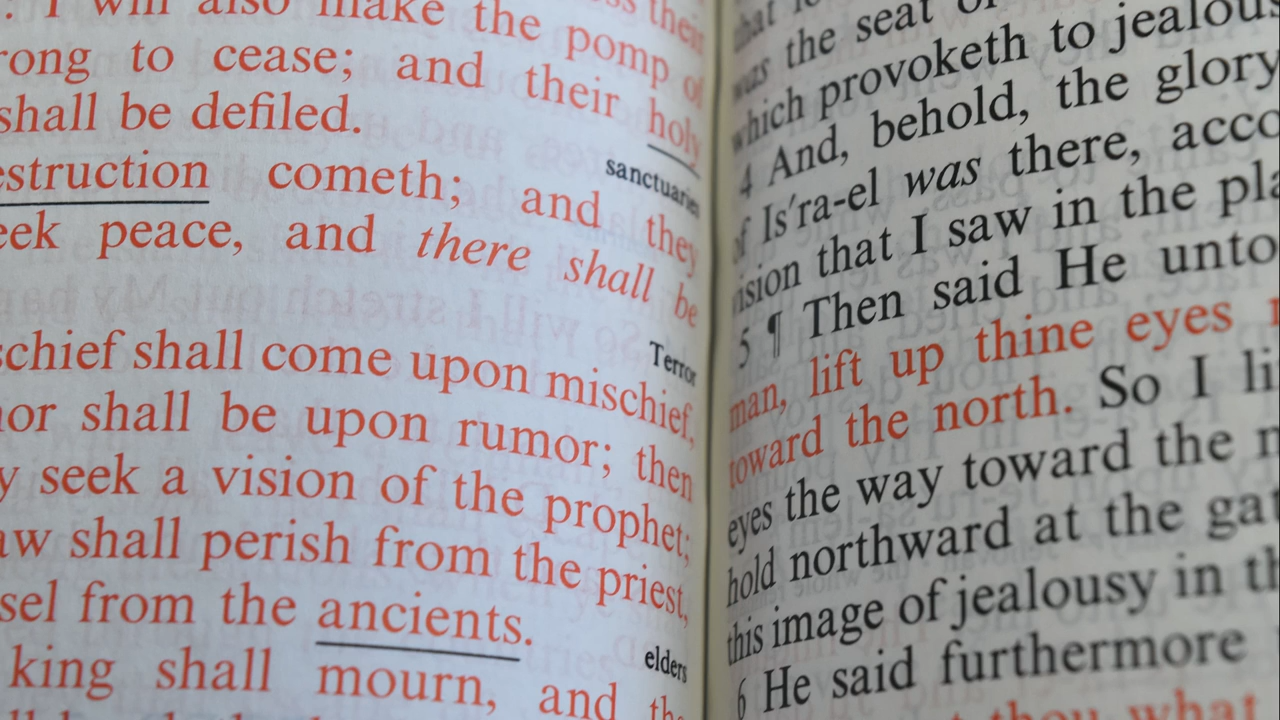 . I will also make the pomp of
rong to cease; and their holy
shall be defiled.
sanctuaries
estruction cometh; and they
eek peace, and there shall be
Terror
schief shall come upon mischief,
or shall be upon rumor; then
y seek a vision of the prophet;
aw shall perish from the priest,
sel from the ancients.
elders
king shall mourn, and the
was the seat of
which provoketh to jealous
4 And, behold, the glory
of Is'ra-el was there, acco
vision that I saw in the pla
5 ¶ Then said He unto
man, lift up thine eyes
toward the north. So I li
eyes the way toward the n
hold northward at the gat
this image of jealousy in th
6 He said furthermore
thou what